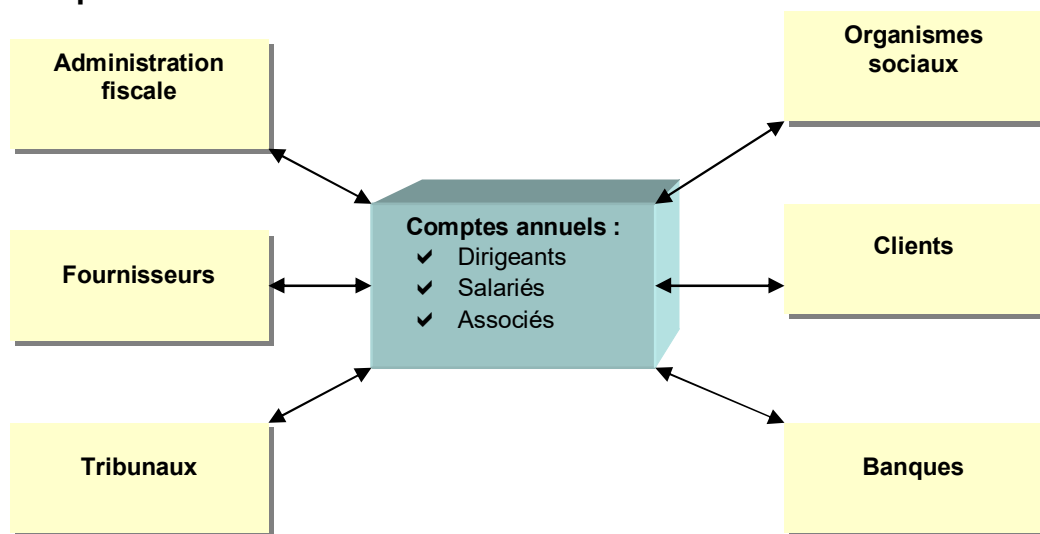 Administration
fiscale
Organismes
sociaux
Comptes annuels :
Dirigeants
Salariés
Associés
Fournisseurs
Clients
Tribunaux
Banques